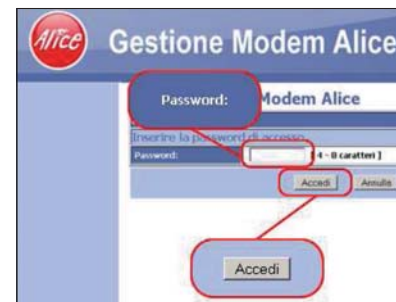 Alice
Gestione Modem Alice
Password:
Modem Alice
Inserire la password di accesso
Password:
[ 4 - 8 caratteri ]
Accedi
Annulla
Accedi